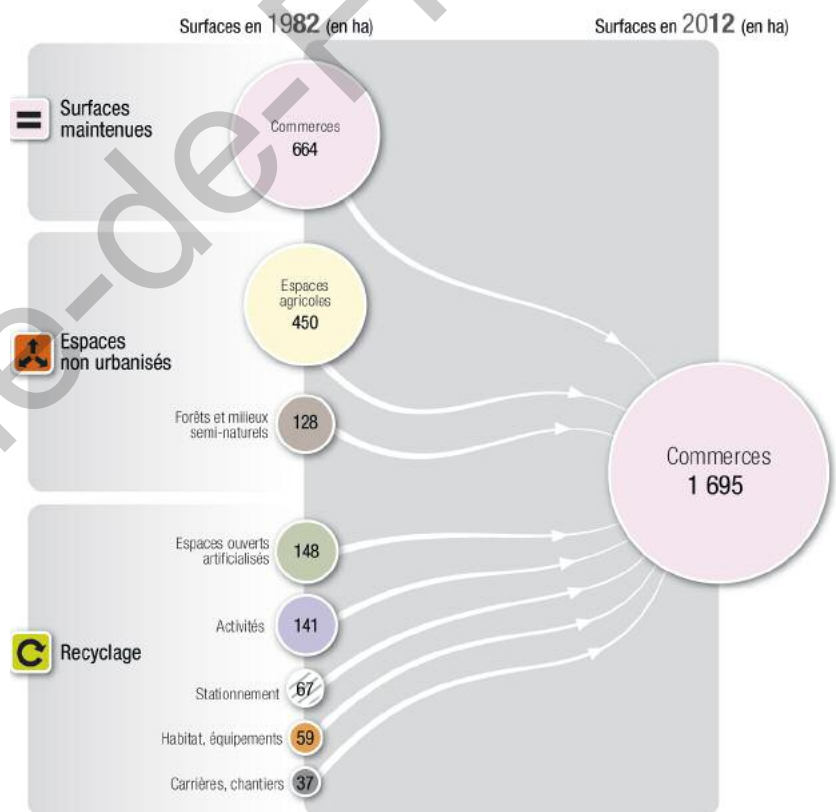 Surfaces en 1982 (en ha)
Surfaces en 2012 (en ha)
Surfaces
maintenues
Commerces
664
Espaces
non urbanisés
Espaces
agricoles
450
Forêts et milieux
semi-naturels
128
Commerces
1 695
Recyclage
Espaces ouverts
artificialisés
148
Activités
141
Stationnement
67
Habitat, équipements
59
Carrières, chantiers
37